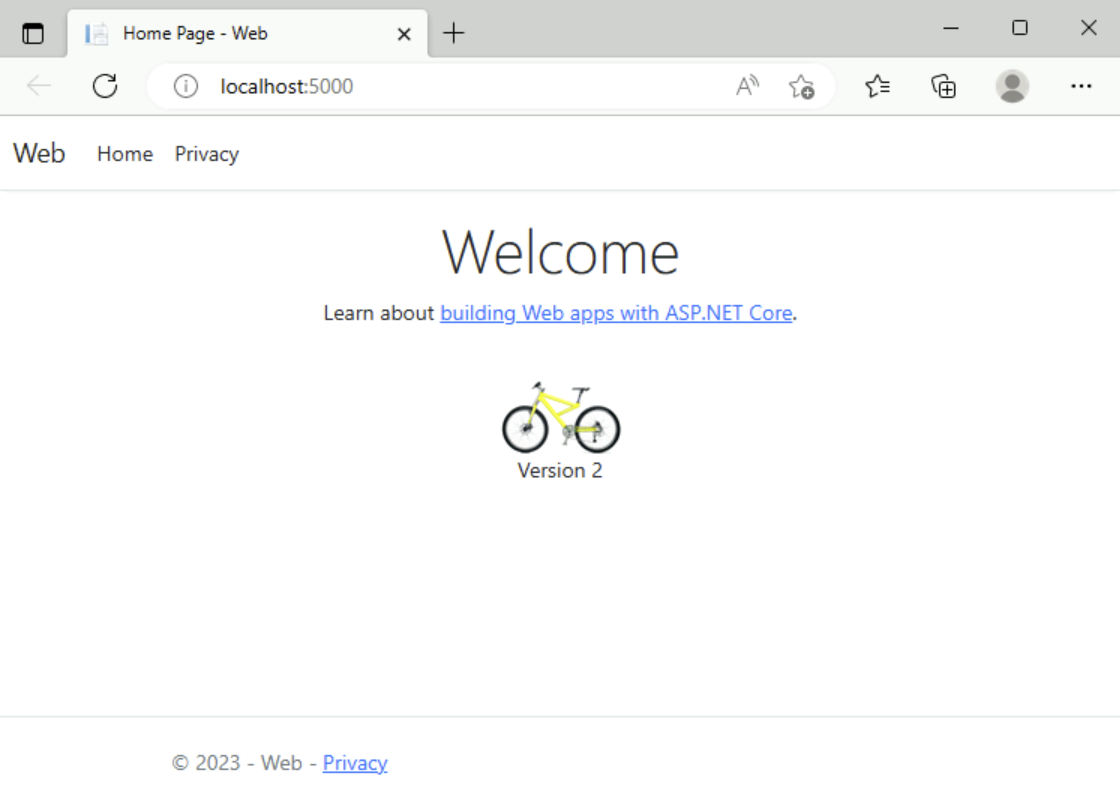 Home Page - Web
localhost:5000
Web Home Privacy
Welcome
Learn about building Web apps with ASP.NET Core.
Version 2
© 2023 - Web - Privacy